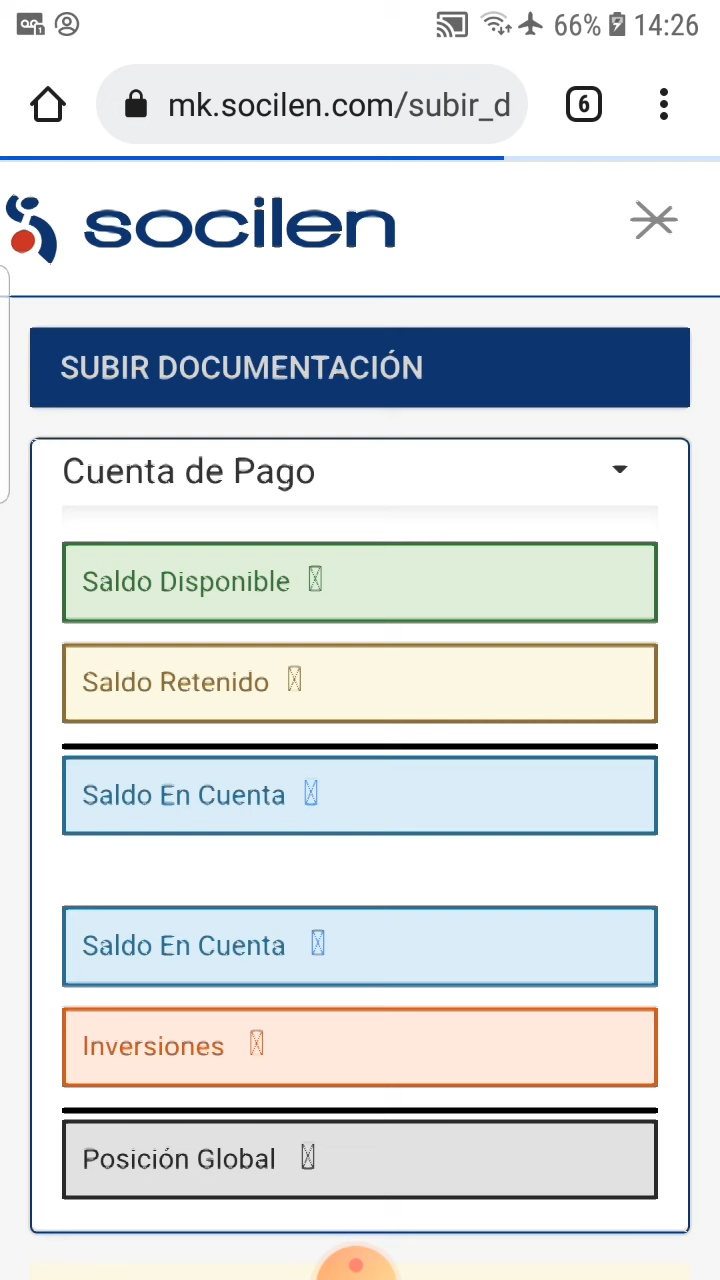 66% 14:26
mk.socilen.com/subir_d
6
socilen
SUBIR DOCUMENTACIÓN
Cuenta de Pago
Saldo Disponible
Saldo Retenido
Saldo En Cuenta
Saldo En Cuenta
Inversiones
Posición Global